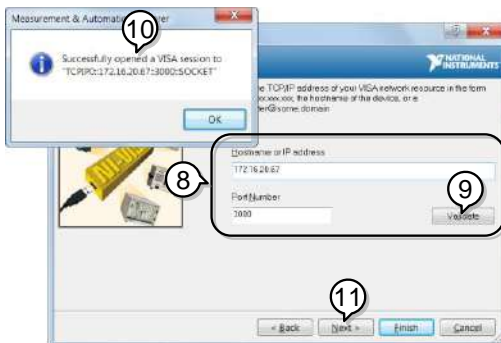 Measurement & Automation
10
Successfully opened a VISA session to
"TCPIP0::172.16.20.67::3000::SOCKET"
OK
NATIONAL
INSTRUMENTS
TCP/IP address of your VISA network resource in the form
the hostname of the device, or a
domain
8
Hostname or IP address
172.16.20.67
9
Port Number
3000
Validate
11
< Back
Next >
Finish
Cancel